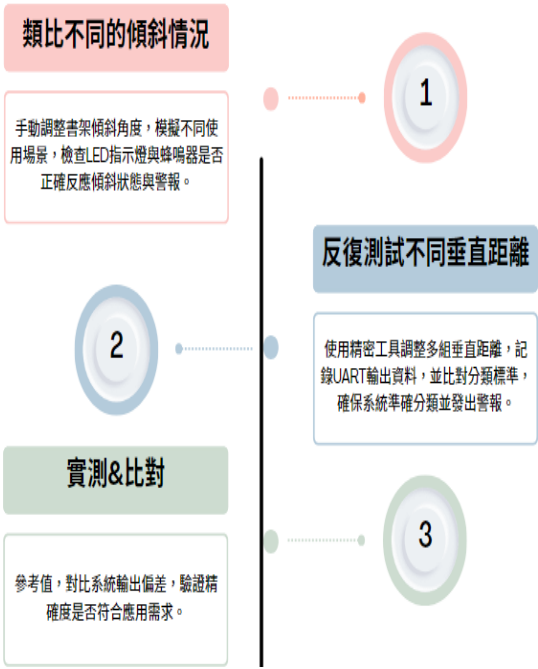 類比不同的傾斜情況
1
手動調整書架傾斜角度，模擬不同使
用場景，檢查LED指示燈與蜂鳴器是否
正確反應傾斜狀態與警報。
反復測試不同垂直距離
2
使用精密工具調整多組垂直距離，記
錄UART輸出資料，並比對分類標準，
確保系統準確分類並發出警報。
實測&比對
3
參考值，對比系統輸出偏差，驗證精
確度是否符合應用需求。